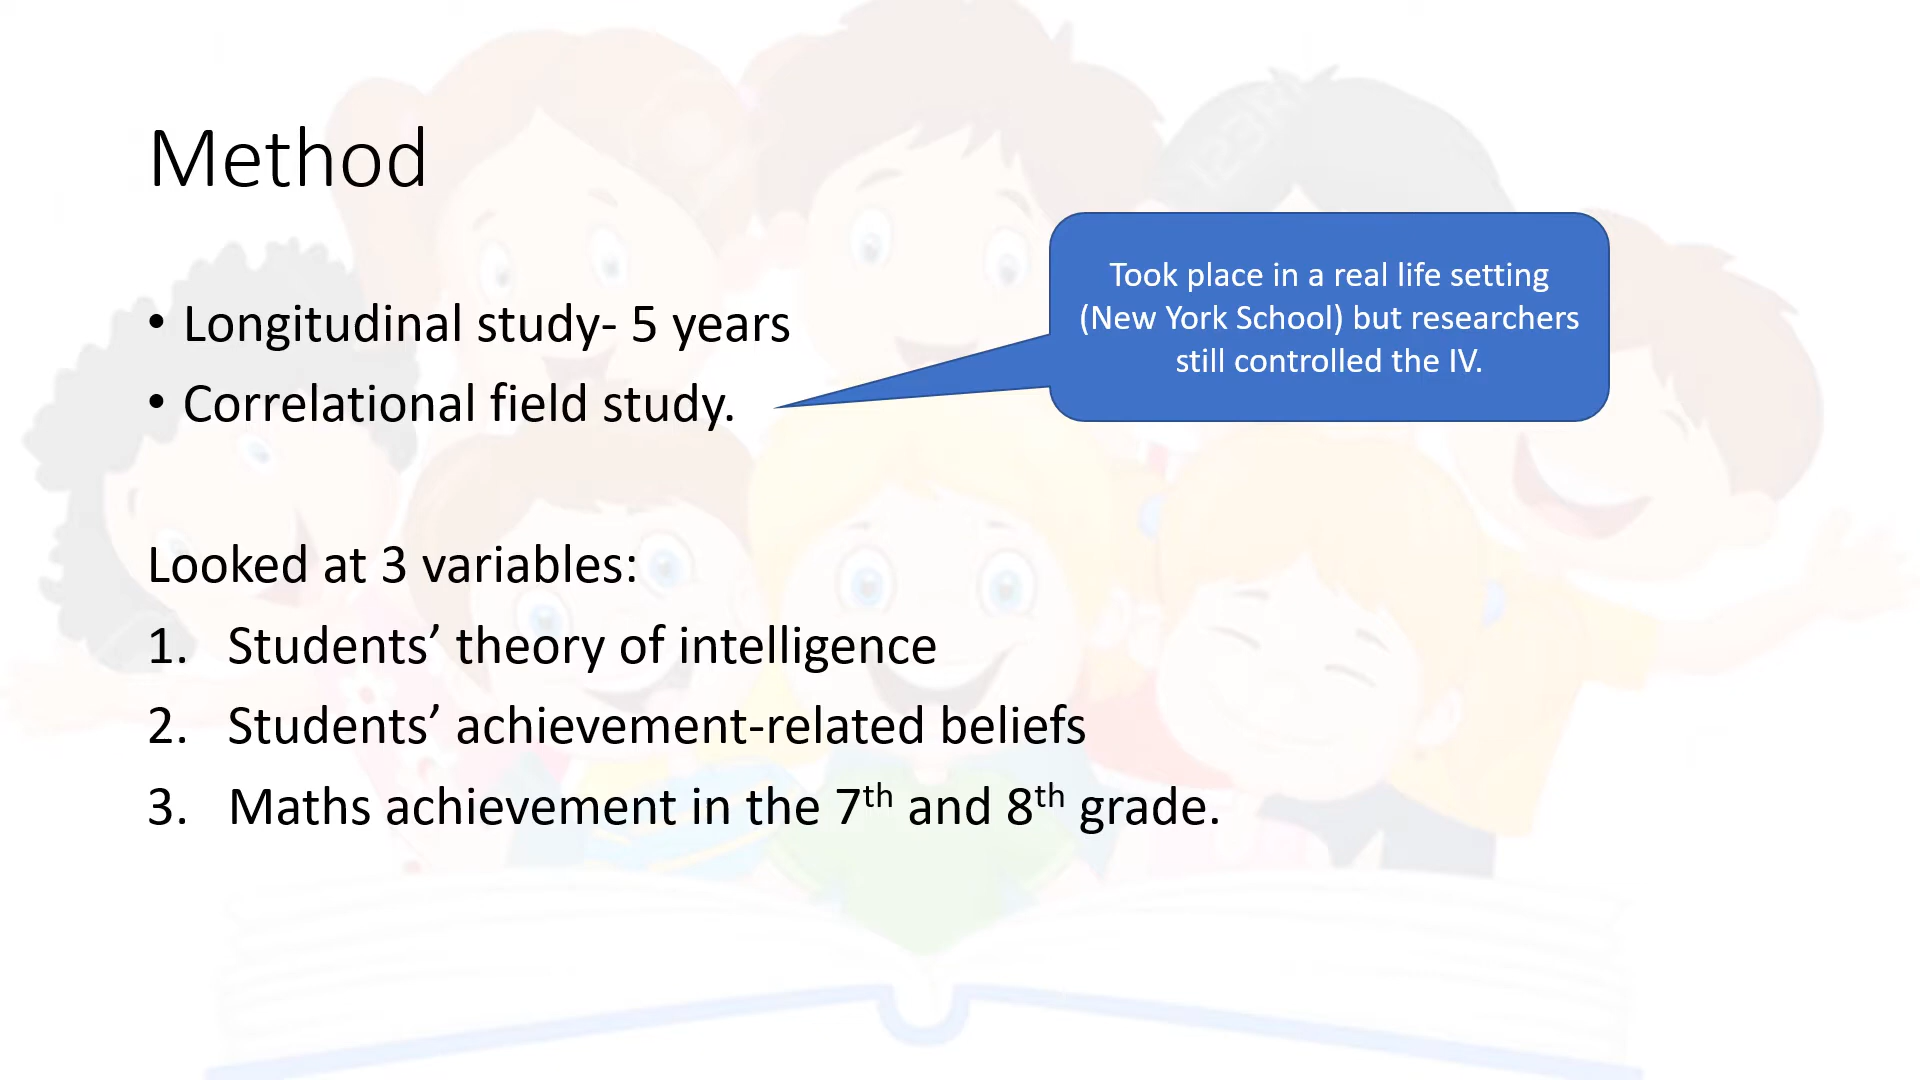 Method
• Longitudinal study- 5 years
• Correlational field study.
Took place in a real life setting
(New York School) but researchers
still controlled the IV.
Looked at 3 variables:
1. Students’ theory of intelligence
2. Students’ achievement-related beliefs
3. Maths achievement in the 7th and 8th grade.